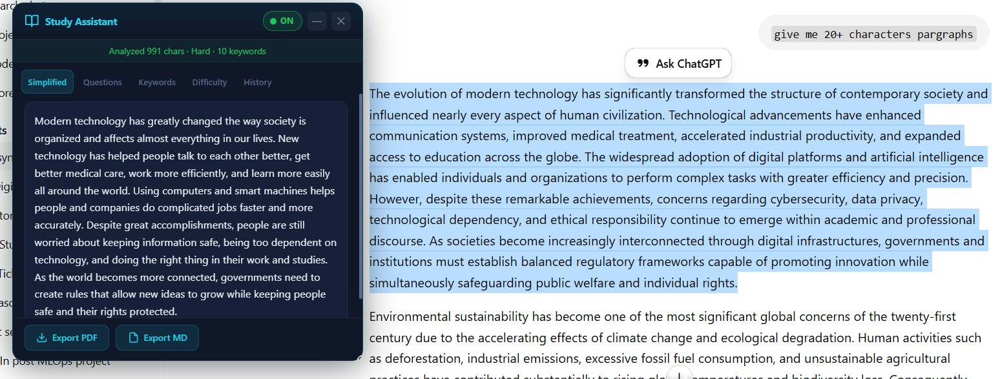 Study Assistant
ON
Analyzed 991 chars · Hard · 10 keywords
Simplified
Questions
Keywords
Difficulty
History
Modern technology has greatly changed the way society is
organized and affects almost everything in our lives. New
technology has helped people talk to each other better, get
better medical care, work more efficiently, and learn more easily
all around the world. Using computers and smart machines helps
people and companies do complicated jobs faster and more
accurately. Despite great accomplishments, people are still
worried about keeping information safe, being too dependent on
technology, and doing the right thing in their work and studies.
As the world becomes more connected, governments need to
create rules that allow new ideas to grow while keeping people
safe and their rights protected.
Export PDF
Export MD
In post MLOps project
give me 20+ characters pargraphs
Ask ChatGPT
The evolution of modern technology has significantly transformed the structure of contemporary society and
influenced nearly every aspect of human civilization. Technological advancements have enhanced
communication systems, improved medical treatment, accelerated industrial productivity, and expanded
access to education across the globe. The widespread adoption of digital platforms and artificial intelligence
has enabled individuals and organizations to perform complex tasks with greater efficiency and precision.
However, despite these remarkable achievements, concerns regarding cybersecurity, data privacy,
technological dependency, and ethical responsibility continue to emerge within academic and professional
discourse. As societies become increasingly interconnected through digital infrastructures, governments and
institutions must establish balanced regulatory frameworks capable of promoting innovation while
simultaneously safeguarding public welfare and individual rights.
Environmental sustainability has become one of the most significant global concerns of the twenty-first
century due to the accelerating effects of climate change and ecological degradation. Human activities such
as deforestation, industrial emissions, excessive fossil fuel consumption, and unsustainable agricultural
practices have contributed substantially to rising temperatures and biodiversity loss. Consequently,